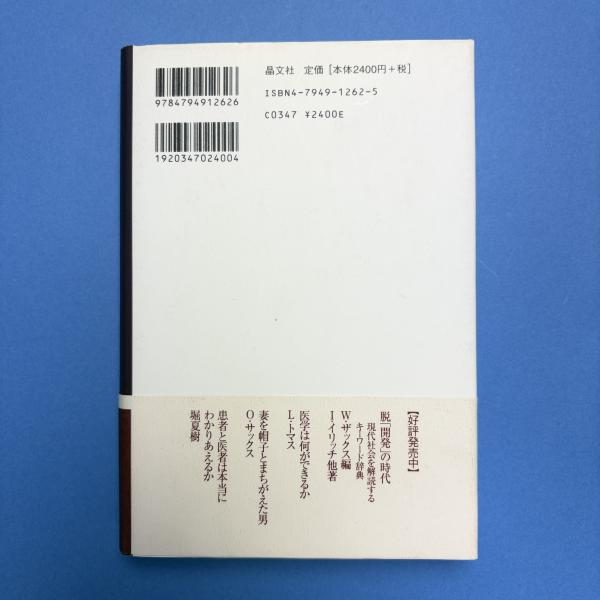 9784794912626
1920347024004
晶文社 定価 [本体2400円+税]
ISBN4-7949-1262-5
C0347 ¥2400E
【好評発売中】
脱「開発」の時代
現代社会を解読する
キーワード辞典
W・ザックス編
I・イリッチ他著
医学は何ができるか
L・トマス
妻を帽子とまちがえた男
O・サックス
患者と医者は本当に
わかりあえるか
堀夏樹